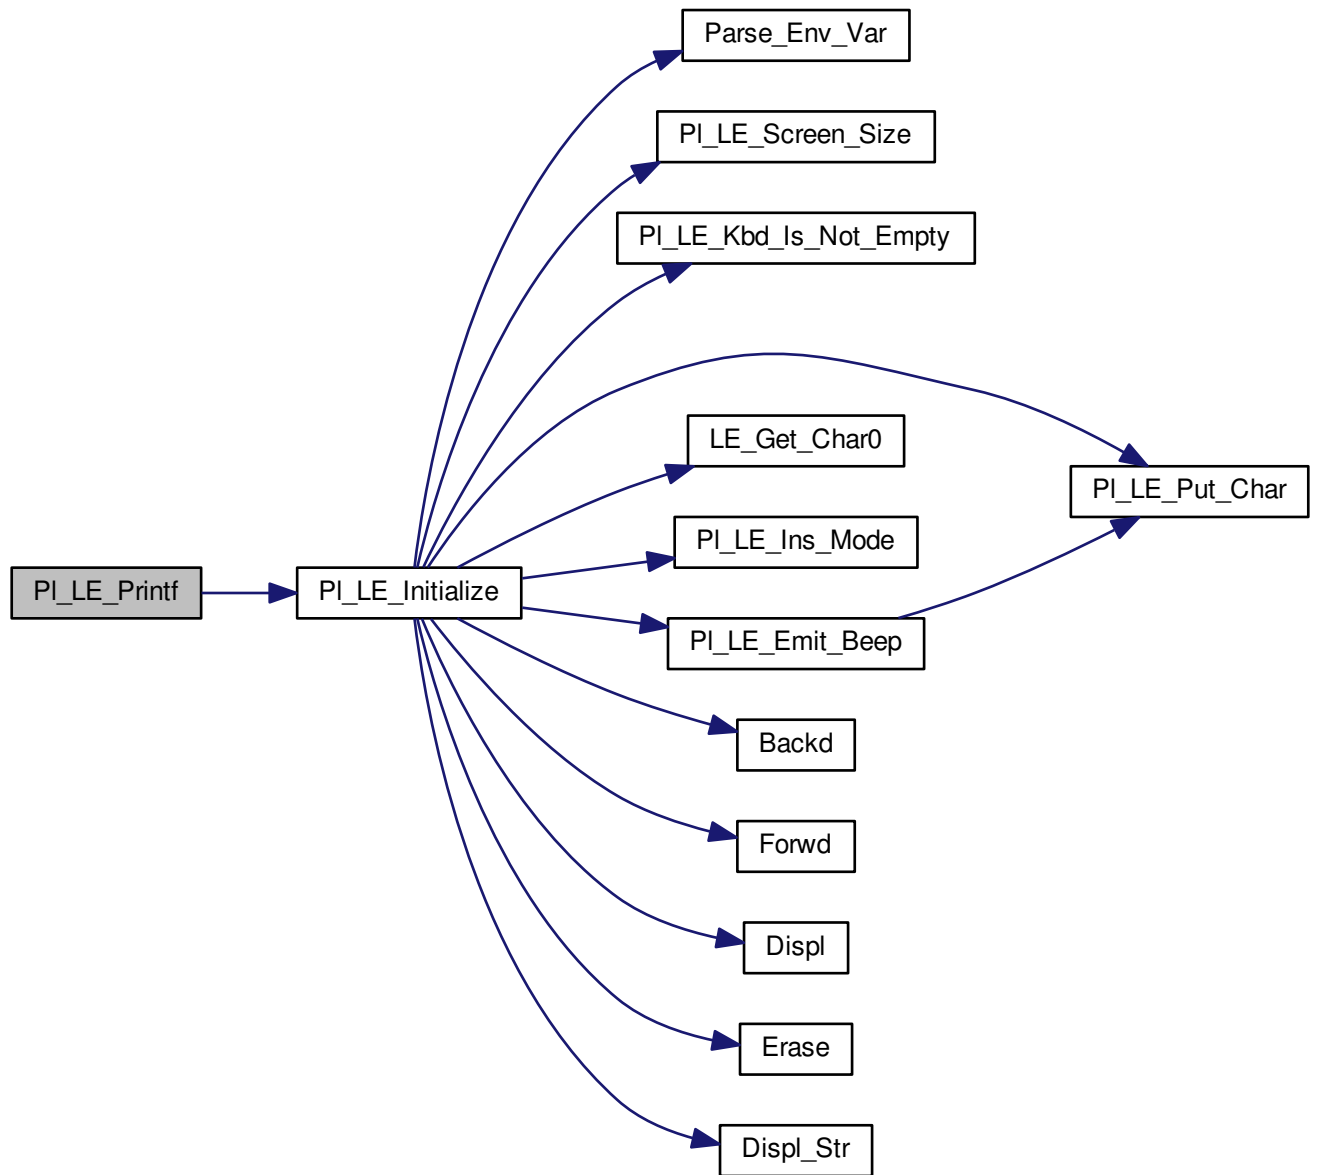 Parse_Env_Var
Pl_LE_Screen_Size
Pl_LE_Kbd_Is_Not_Empty
LE_Get_Char0
Pl_LE_Put_Char
Pl_LE_Ins_Mode
Pl_LE_Printf
Pl_LE_Initialize
Pl_LE_Emit_Beep
Backd
Forwd
Displ
Erase
Displ_Str